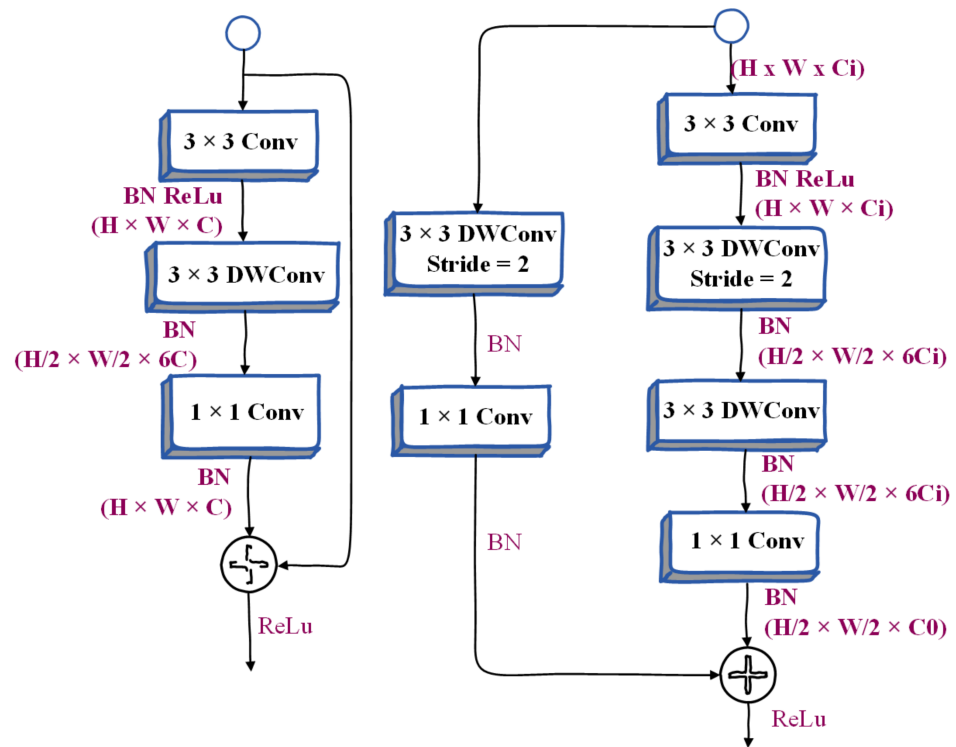 3 × 3 Conv
BN ReLu
(H × W × C)
3 × 3 DWConv
BN
(H/2 × W/2 × 6C)
1 × 1 Conv
BN
(H × W × C)
ReLu
3 × 3 DWConv
Stride = 2
BN
1 × 1 Conv
BN
(H x W x Ci)
3 × 3 Conv
BN ReLu
(H × W × Ci)
3 × 3 DWConv
Stride = 2
BN
(H/2 × W/2 × 6Ci)
3 × 3 DWConv
BN
(H/2 × W/2 × 6Ci)
1 × 1 Conv
BN
(H/2 × W/2 × C0)
ReLu